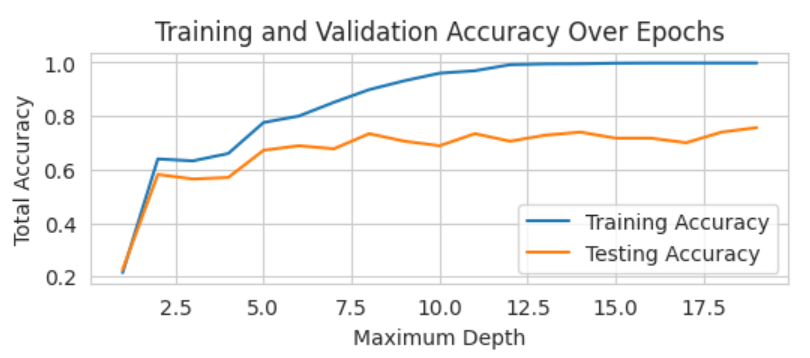 Training and Validation Accuracy Over Epochs
Total Accuracy
1.0
0.8
0.6
0.4
0.2
Training Accuracy
Testing Accuracy
2.5 5.0 7.5 10.0 12.5 15.0 17.5
Maximum Depth